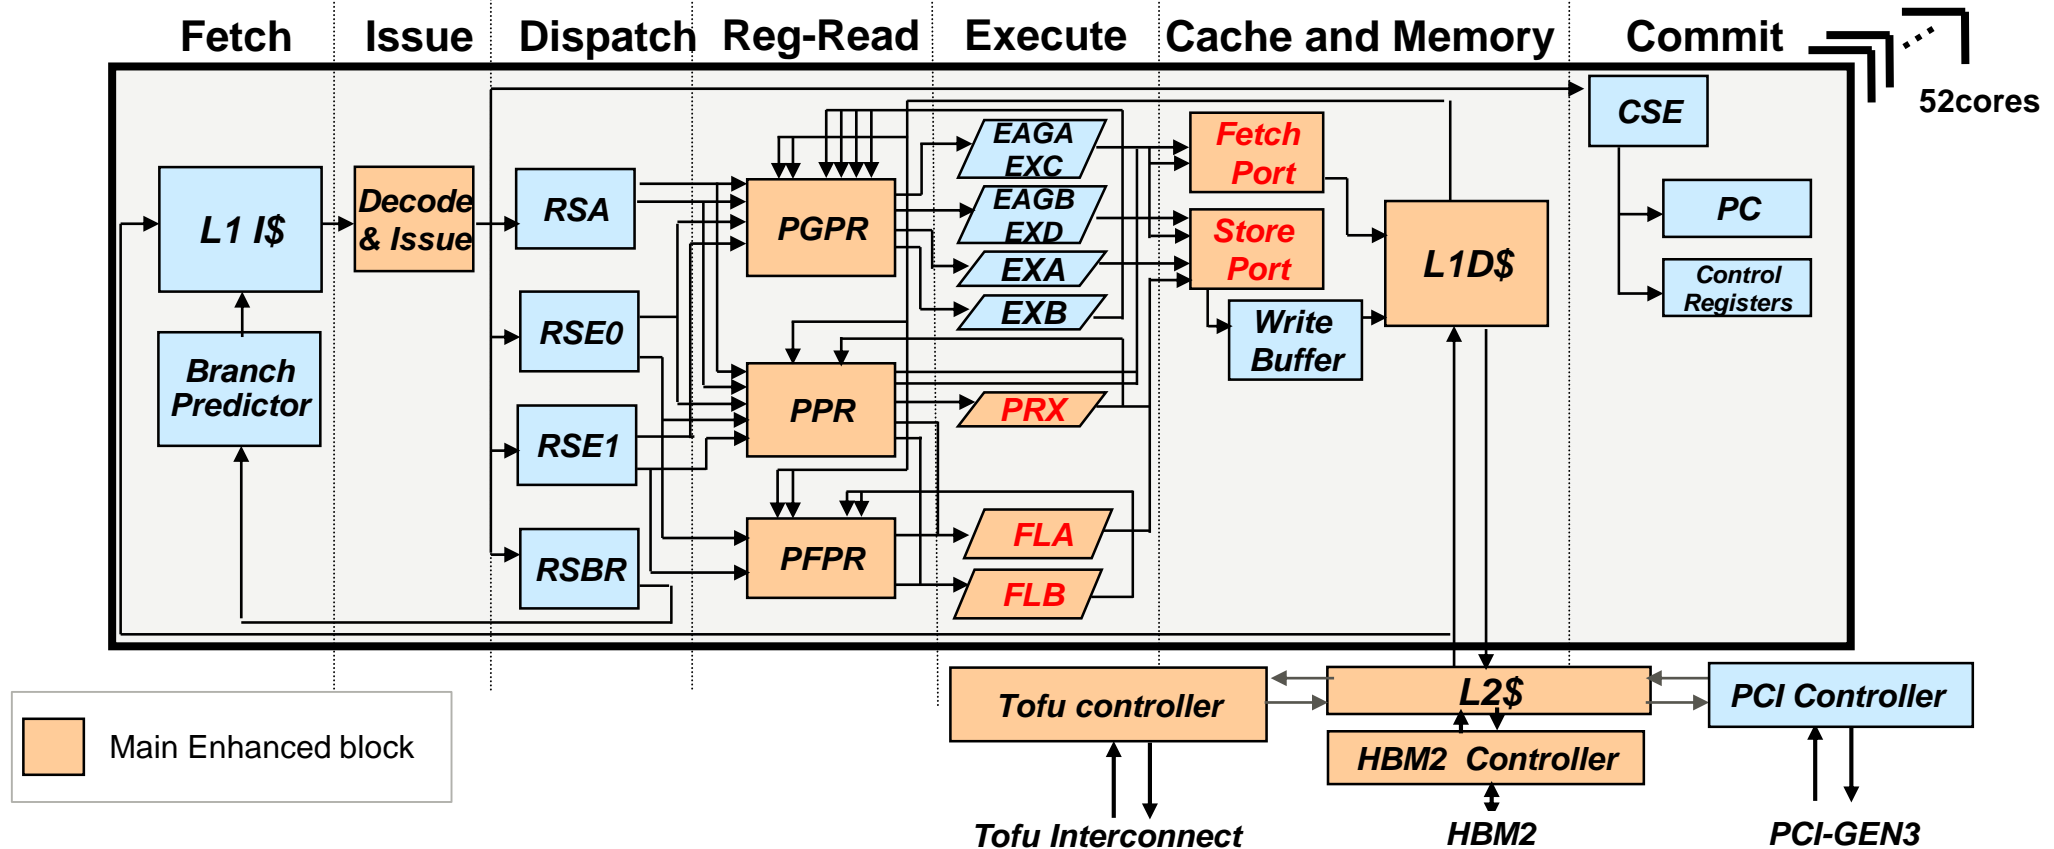 Fetch
Issue
Dispatch
Reg-Read
Execute
Cache and Memory
Commit
52cores
L1 I$
Branch
Predictor
Decode
& Issue
RSA
RSE0
RSE1
RSBR
PGPR
PPR
PFPR
EAGA
EXC
EAGB
EXD
EXA
EXB
PRX
FLA
FLB
Fetch
Port
Store
Port
Write
Buffer
L1D$
CSE
PC
Control
Registers
Tofu controller
L2$
PCI Controller
HBM2 Controller
Main Enhanced block
Tofu Interconnect
HBM2
PCI-GEN3